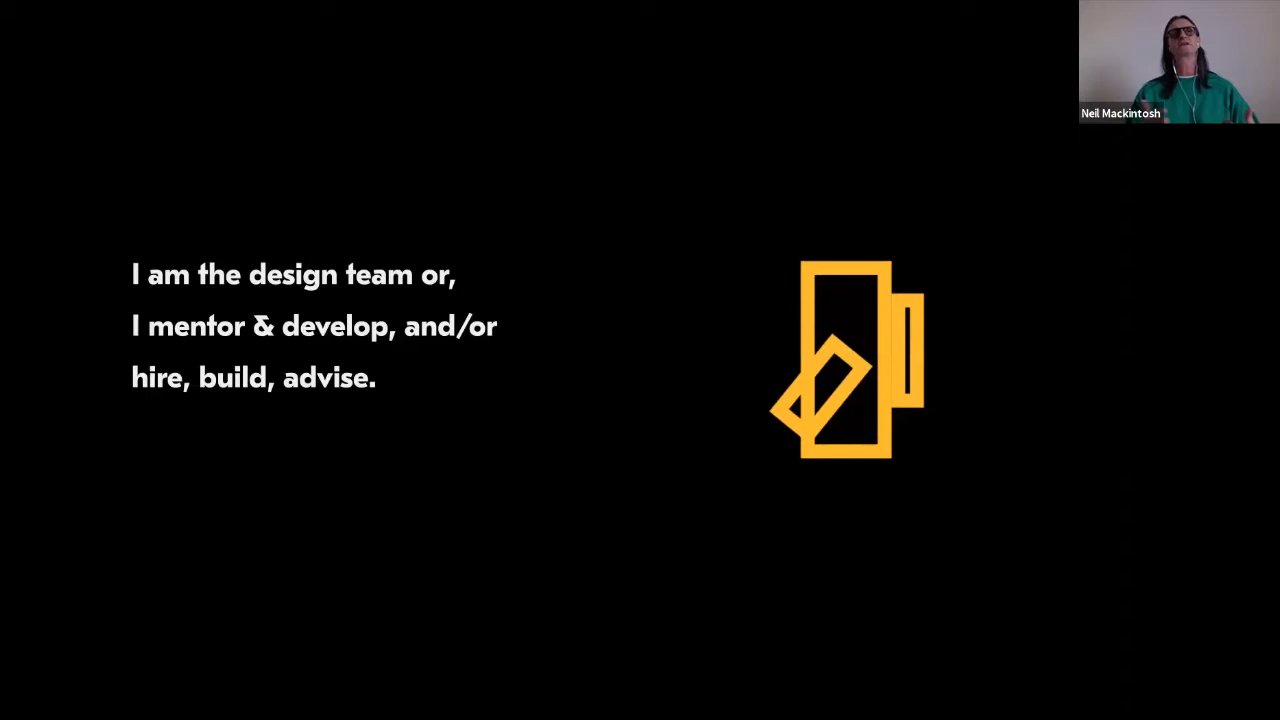 Neil Mackintosh
I am the design team or,
I mentor & develop, and/or
hire, build, advise.